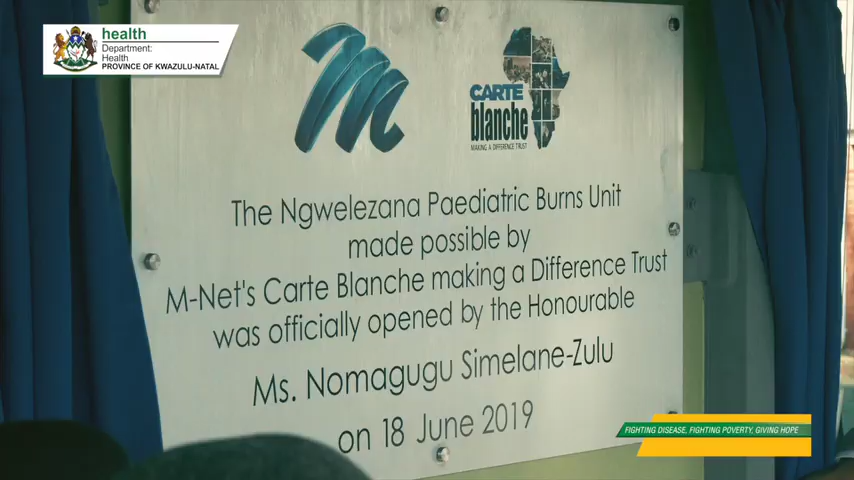 health
Department:
Health
PROVINCE OF KWAZULU-NATAL
CARTE
blanche
MAKING A DIFFERENCE TRUST
The Ngwelezana Paediatric Burns Unit
made possible by
M-Net's Carte Blanche making a Difference Trust
was officially opened by the Honourable
Ms. Nomagugu Simelane-Zulu
on 18 June 2019
FIGHTING DISEASE, FIGHTING POVERTY, GIVING HOPE